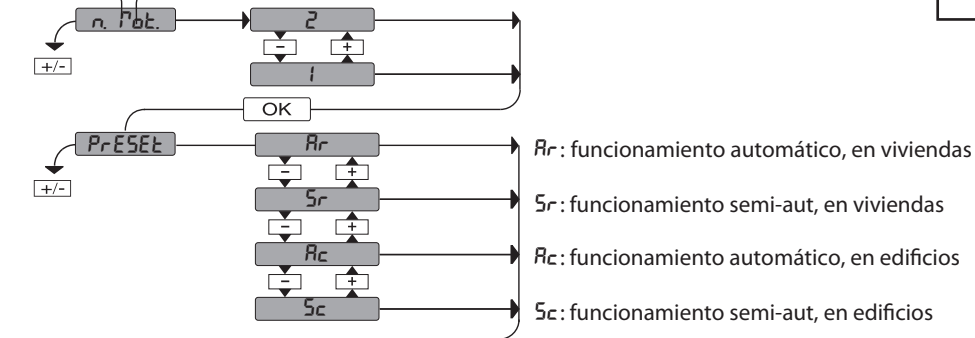 n. Mot.
2
+/-
-
+
1
OK
PrESEt
Ar
Ar: funcionamiento automático, en viviendas
-
+
+/-
Sr
Sr: funcionamiento semi-aut, en viviendas
-
+
Ac
Ac: funcionamiento automático, en edificios
-
+
Sc
Sc: funcionamiento semi-aut, en edificios